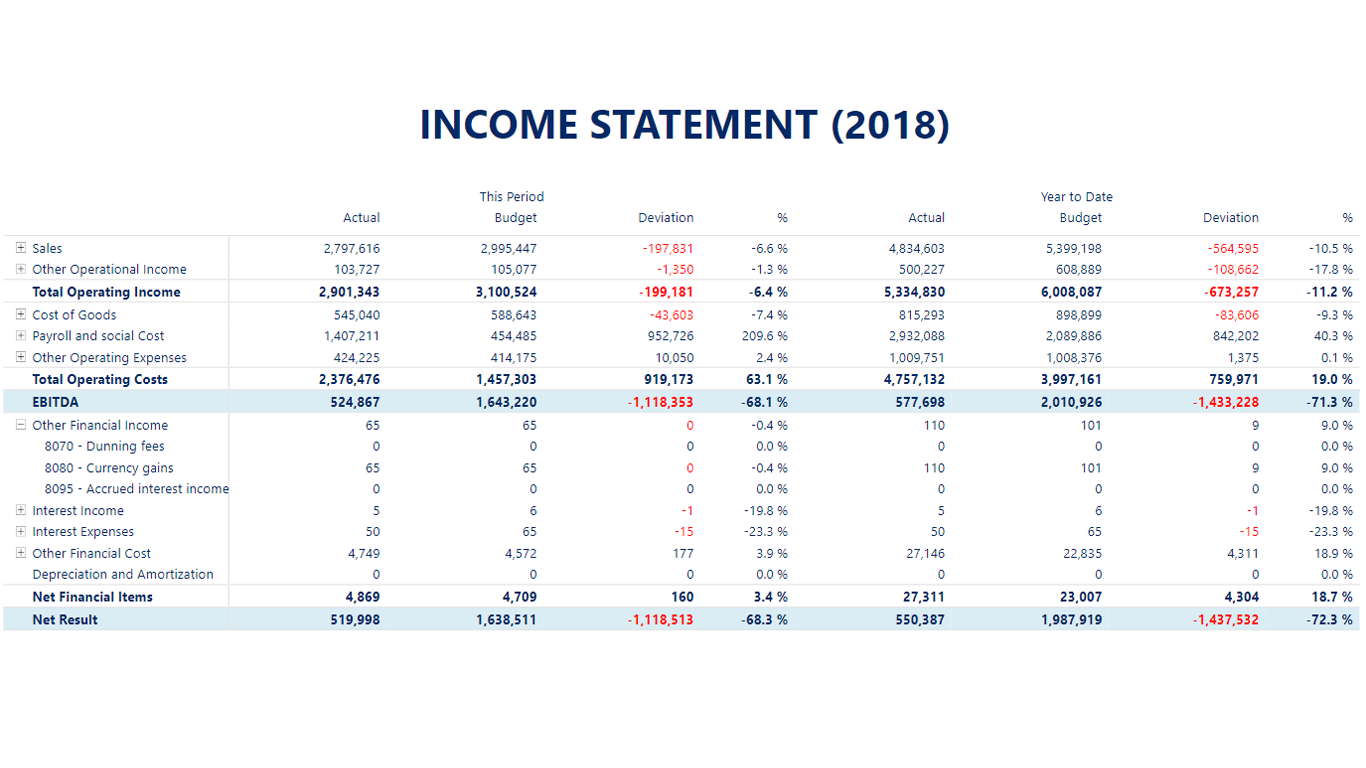 INCOME STATEMENT (2018)
This Period Year to Date
Actual Budget Deviation % Actual Budget Deviation %
Sales 2,797,616 2,995,447 -197,831 -6.6 % 4,834,603 5,399,198 -564,595 -10.5 %
Other Operational Income 103,727 105,077 -1,350 -1.3 % 500,227 608,889 -108,662 -17.8 %
Total Operating Income 2,901,343 3,100,524 -199,181 -6.4 % 5,334,830 6,008,087 -673,257 -11.2 %
Cost of Goods 545,040 588,643 -43,603 -7.4 % 815,293 898,899 -83,606 -9.3 %
Payroll and social Cost 1,407,211 454,485 952,726 209.6 % 2,932,088 2,089,886 842,202 40.3 %
Other Operating Expenses 424,225 414,175 10,050 2.4 % 1,009,751 1,008,376 1,375 0.1 %
Total Operating Costs 2,376,476 1,457,303 919,173 63.1 % 4,757,132 3,997,161 759,971 19.0 %
EBITDA 524,867 1,643,220 -1,118,353 -68.1 % 577,698 2,010,926 -1,433,228 -71.3 %
Other Financial Income 65 65 0 -0.4 % 110 101 9 9.0 %
8070 - Dunning fees 0 0 0 0.0 % 0 0 0 0.0 %
8080 - Currency gains 65 65 0 -0.4 % 110 101 9 9.0 %
8095 - Accrued interest income 0 0 0 0.0 % 0 0 0 0.0 %
Interest Income 5 6 -1 -19.8 % 5 6 -1 -19.8 %
Interest Expenses 50 65 -15 -23.3 % 50 65 -15 -23.3 %
Other Financial Cost 4,749 4,572 177 3.9 % 27,146 22,835 4,311 18.9 %
Depreciation and Amortization 0 0 0 0.0 % 0 0 0 0.0 %
Net Financial Items 4,869 4,709 160 3.4 % 27,311 23,007 4,304 18.7 %
Net Result 519,998 1,638,511 -1,118,513 -68.3 % 550,387 1,987,919 -1,437,532 -72.3 %